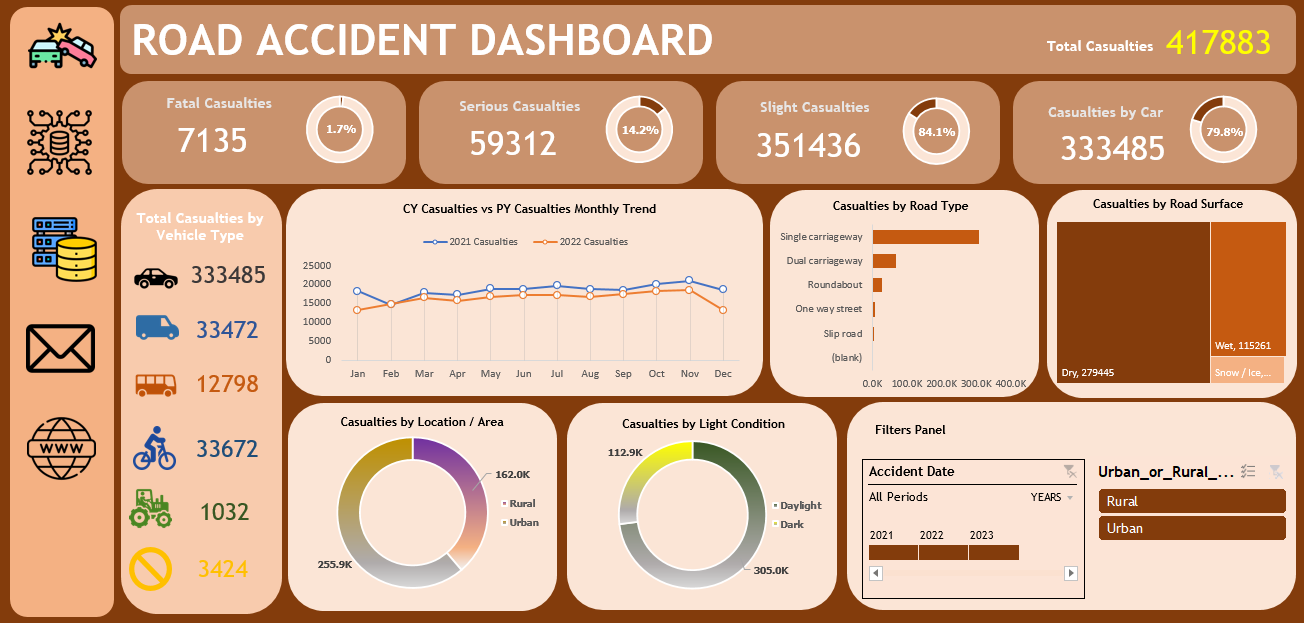 ROAD ACCIDENT DASHBOARD
Total Casualties 417883
Fatal Casualties
7135
1.7%
Serious Casualties
59312
14.2%
Slight Casualties
351436
84.1%
Casualties by Car
333485
79.8%
Total Casualties by
Vehicle Type
333485
33472
12798
33672
1032
3424
CY Casualties vs PY Casualties Monthly Trend
2021 Casualties 2022 Casualties
25000
20000
15000
10000
5000
0
Jan Feb Mar Apr May Jun Jul Aug Sep Oct Nov Dec
Casualties by Road Type
Single carriageway
Dual carriageway
Roundabout
One way street
Slip road
(blank)
0.0K 100.0K 200.0K 300.0K 400.0K
Casualties by Road Surface
Dry, 279445
Wet, 115261
Snow / Ice,...
Casualties by Location / Area
162.0K
255.9K
Rural
Urban
Casualties by Light Condition
112.9K
305.0K
Daylight
Dark
Filters Panel
Accident Date
All Periods YEARS
2021 2022 2023
Urban_or_Rural_...
Rural
Urban
WWW